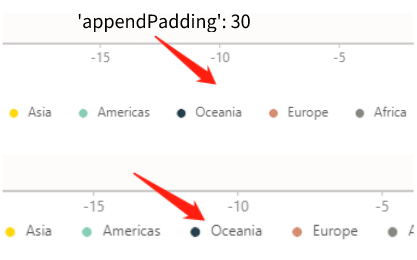 'appendPadding': 30
-15 -10 -5
Asia Americas Oceania Europe Africa
-15 -10 -5
Asia Americas Oceania Europe